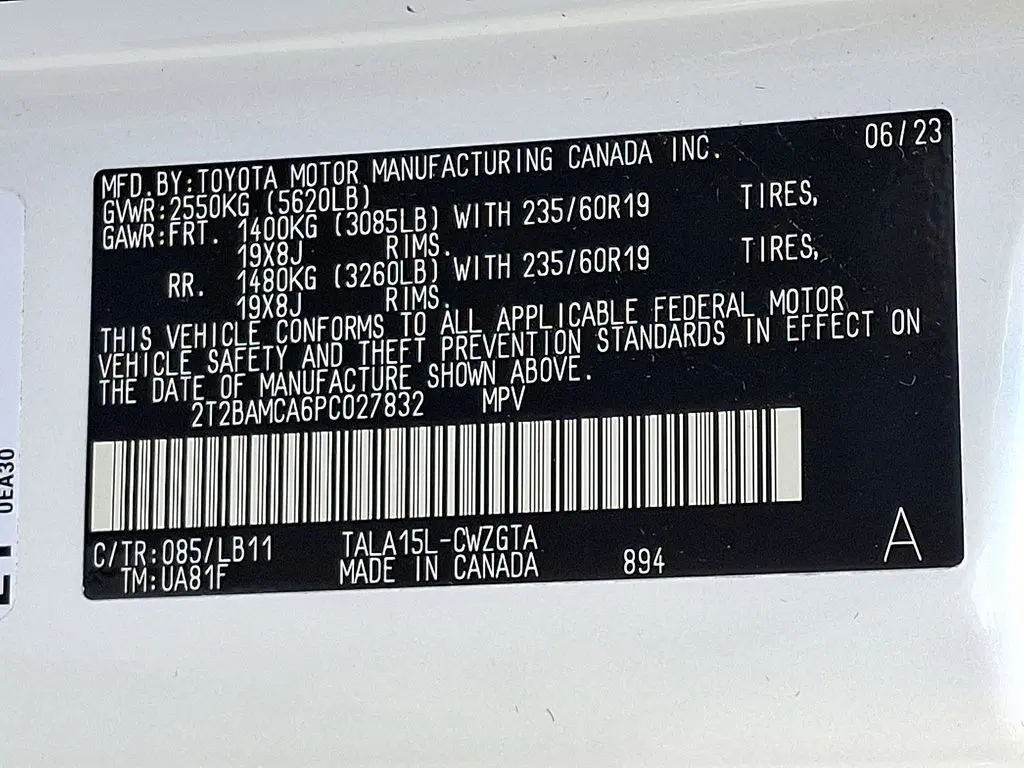 MFD.BY:TOYOTA MOTOR MANUFACTURING CANADA INC. 06/23
GVWR:2550KG (5620LB)
GAWR:FRT. 1400KG (3085LB) WITH 235/60R19 TIRES,
19X8J RIMS.
RR. 1480KG (3260LB) WITH 235/60R19 TIRES,
19X8J RIMS.
THIS VEHICLE CONFORMS TO ALL APPLICABLE FEDERAL MOTOR
VEHICLE SAFETY AND THEFT PREVENTION STANDARDS IN EFFECT ON
THE DATE OF MANUFACTURE SHOWN ABOVE.
2T2BAMCA6PC027832 MPV
C/TR:085/LB11 TALA15L-CWZGTA
TM:UA81F MADE IN CANADA 894 A
0EA30